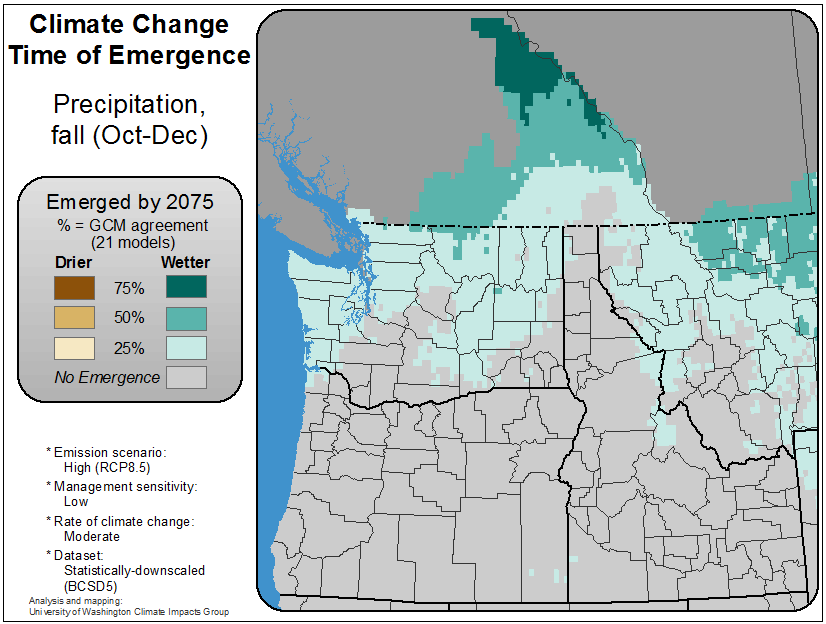 Climate Change
Time of Emergence
Precipitation,
fall (Oct-Dec)
Emerged by 2075
% = GCM agreement
(21 models)
Drier Wetter
75%
50%
25%
No Emergence
* Emission scenario:
High (RCP8.5)
* Management sensitivity:
Low
* Rate of climate change:
Moderate
* Dataset:
Statistically-downscaled
(BCSD5)
Analysis and mapping:
University of Washington Climate Impacts Group